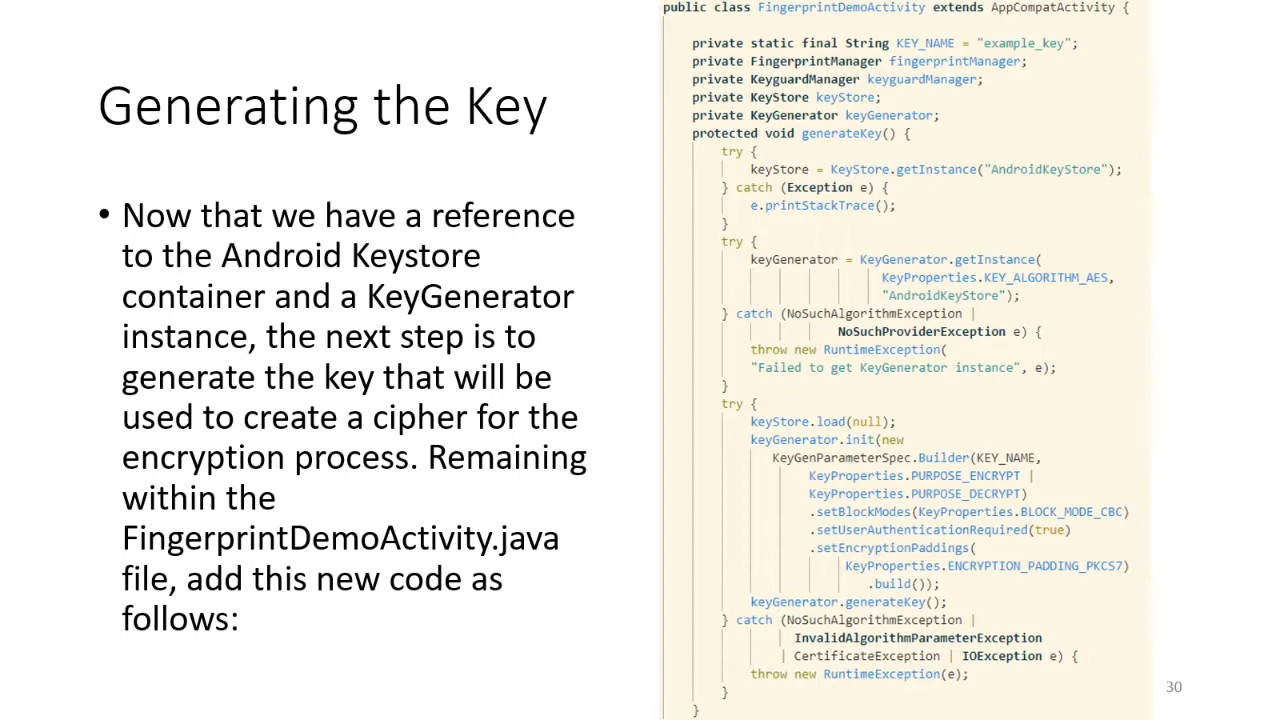 Generating the Key
• Now that we have a reference
to the Android Keystore
container and a KeyGenerator
instance, the next step is to
generate the key that will be
used to create a cipher for the
encryption process. Remaining
within the
FingerprintDemoActivity.java
file, add this new code as
follows:
public class FingerprintDemoActivity extends AppCompatActivity {
private static final String KEY_NAME = "example_key";
private FingerprintManager fingerprintManager;
private KeyguardManager keyguardManager;
private KeyStore keyStore;
private KeyGenerator keyGenerator;
protected void generateKey() {
try {
keyStore = KeyStore.getInstance("AndroidKeyStore");
} catch (Exception e) {
e.printStackTrace();
}
try {
keyGenerator = KeyGenerator.getInstance(
KeyProperties.KEY_ALGORITHM_AES,
"AndroidKeyStore");
} catch (NoSuchAlgorithmException |
NoSuchProviderException e) {
throw new RuntimeException(
"Failed to get KeyGenerator instance", e);
}
try {
keyStore.load(null);
keyGenerator.init(new
KeyGenParameterSpec.Builder(KEY_NAME,
KeyProperties.PURPOSE_ENCRYPT |
KeyProperties.PURPOSE_DECRYPT)
.setBlockModes(KeyProperties.BLOCK_MODE_CBC)
.setUserAuthenticationRequired(true)
.setEncryptionPaddings(
KeyProperties.ENCRYPTION_PADDING_PKCS7)
.build());
keyGenerator.generateKey();
} catch (NoSuchAlgorithmException |
InvalidAlgorithmParameterException
| CertificateException | IOException e) {
throw new RuntimeException(e);
}
}
30